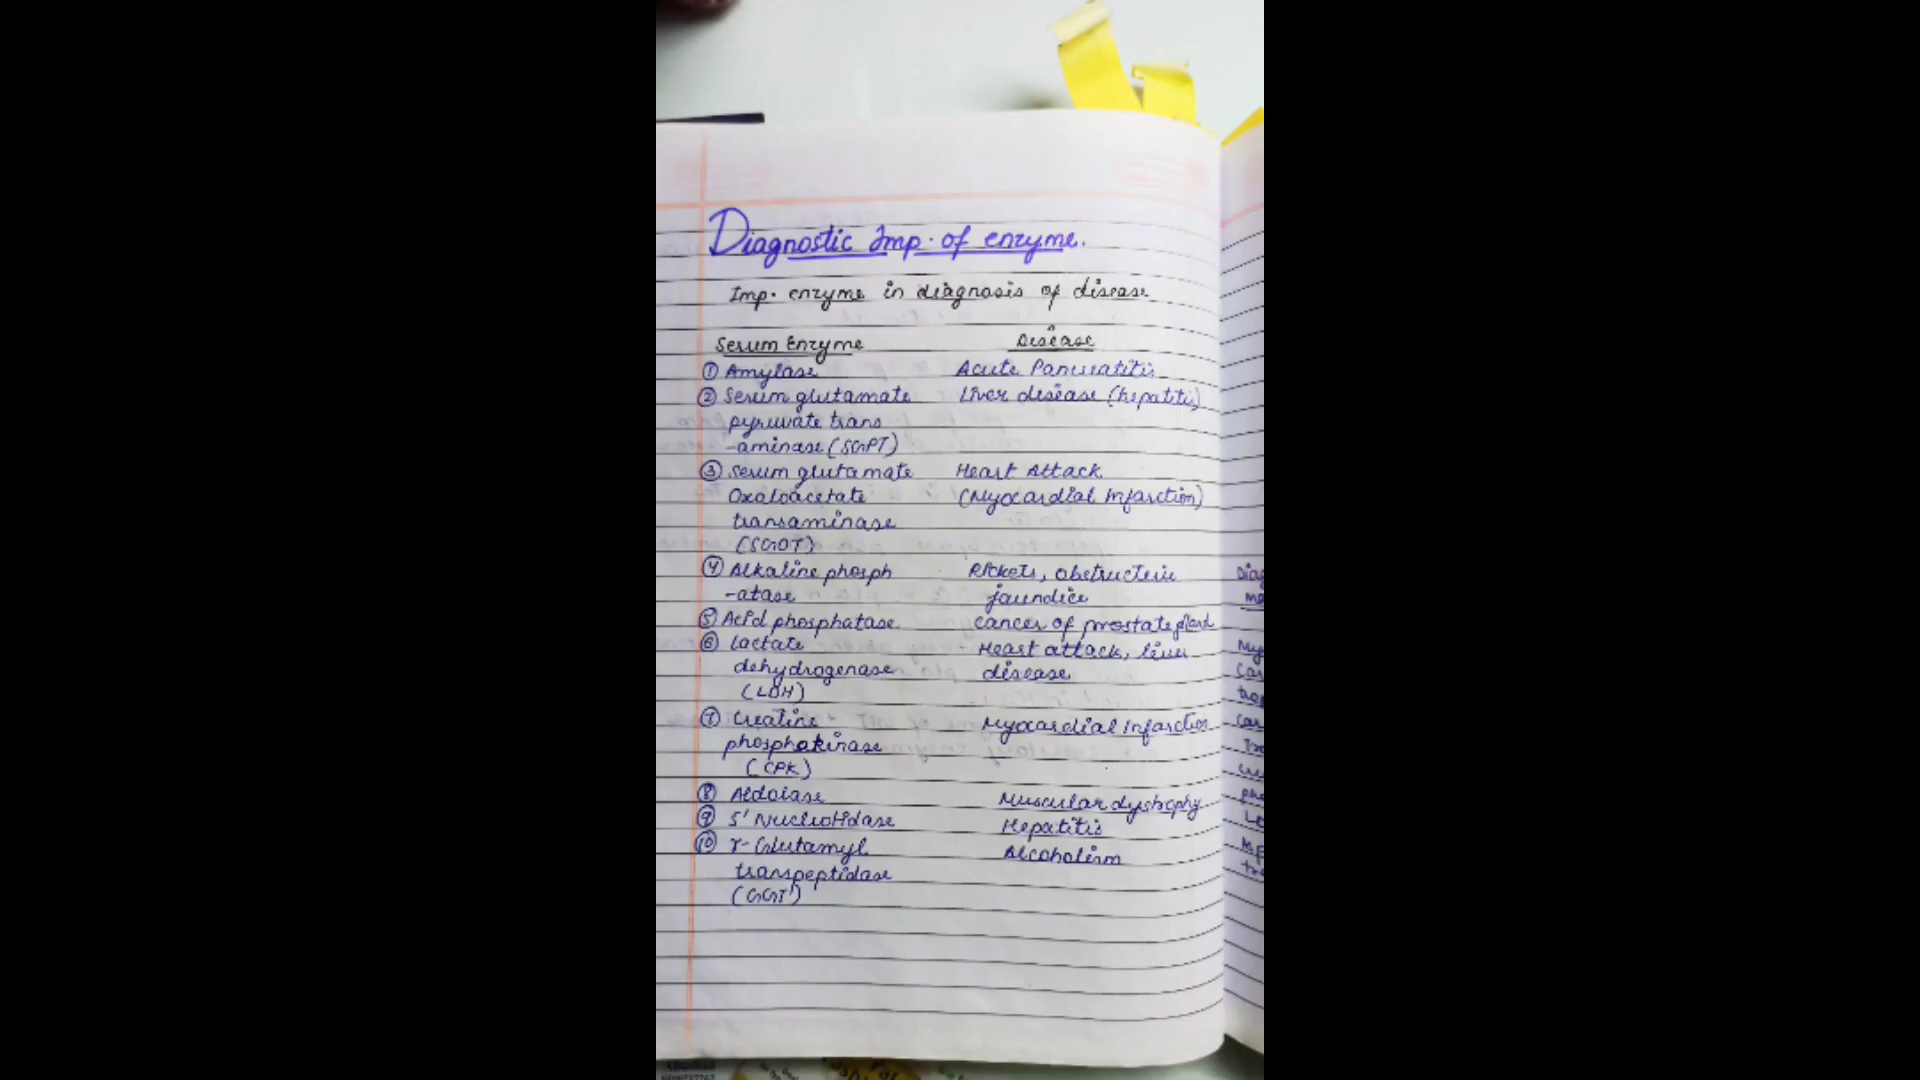 Diagnostic Imp. of enzyme.
Imp. enzyme in diagnosis of disease
Serum Enzyme Disease
① Amylase Acute Pancreatitis
② Serum glutamate Liver disease (hepatitis)
pyruvate trans
-aminase (SGPT)
③ Serum glutamate Heart Attack
Oxaloacetate (Myocardial Infarction)
transaminase
(SGOT)
④ Alkaline phosph Rickets, obstructive
-atase jaundice
⑤ Acid phosphatase cancer of prostate gland
⑥ Lactate Heart attack, liver
dehydrogenase disease
(LDH)
⑦ Creatine Myocardial Infarction
phosphokinase
(CPK)
⑧ Aldolase Muscular dystrophy
⑨ 5' Nucleotidase Hepatitis
⑩ γ-Glutamyl Alcoholism
transpeptidase
(GGT)